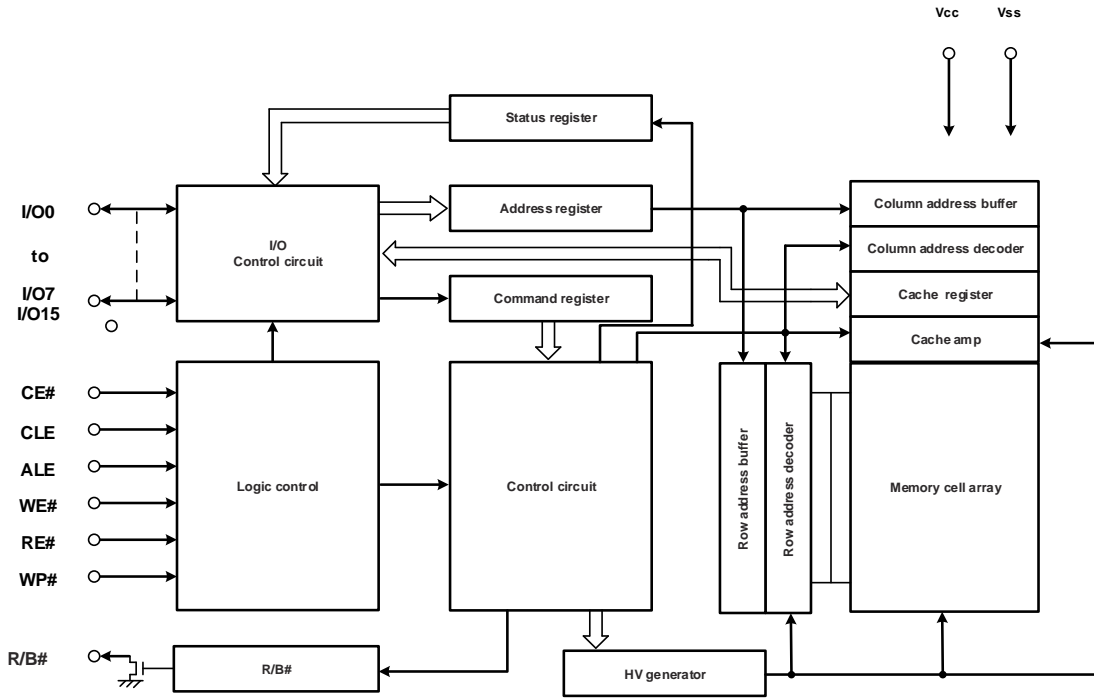 Vcc
Vss
Status register
I/O0
to
I/O7
I/O15
I/O
Control circuit
Address register
Command register
Column address buffer
Column address decoder
Cache register
Cache amp
CE#
CLE
ALE
WE#
RE#
WP#
Logic control
Control circuit
Row address buffer
Row address decoder
Memory cell array
R/B#
R/B#
HV generator